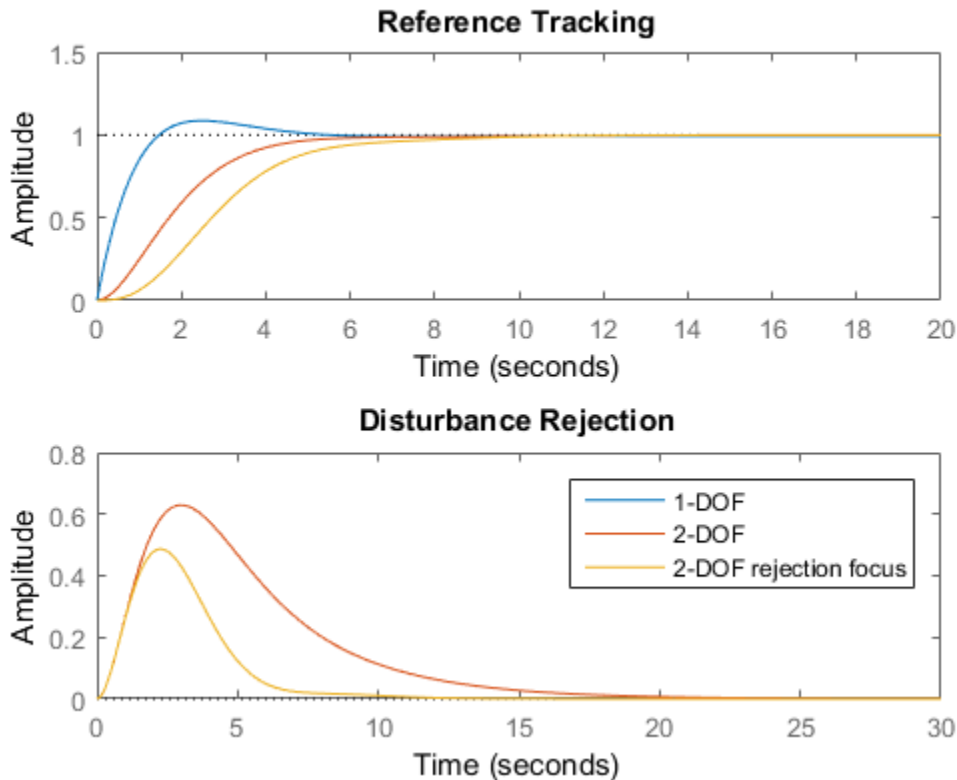 Reference Tracking
1.5
1
0.5
0
Amplitude
0 2 4 6 8 10 12 14 16 18 20
Time (seconds)
Disturbance Rejection
0.8
0.6
0.4
0.2
0
Amplitude
1-DOF
2-DOF
2-DOF rejection focus
0 5 10 15 20 25 30
Time (seconds)